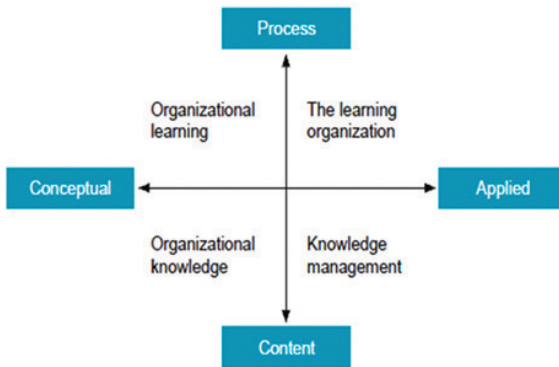 Process
Organizational
learning
The learning
organization
Conceptual
Applied
Organizational
knowledge
Knowledge
management
Content